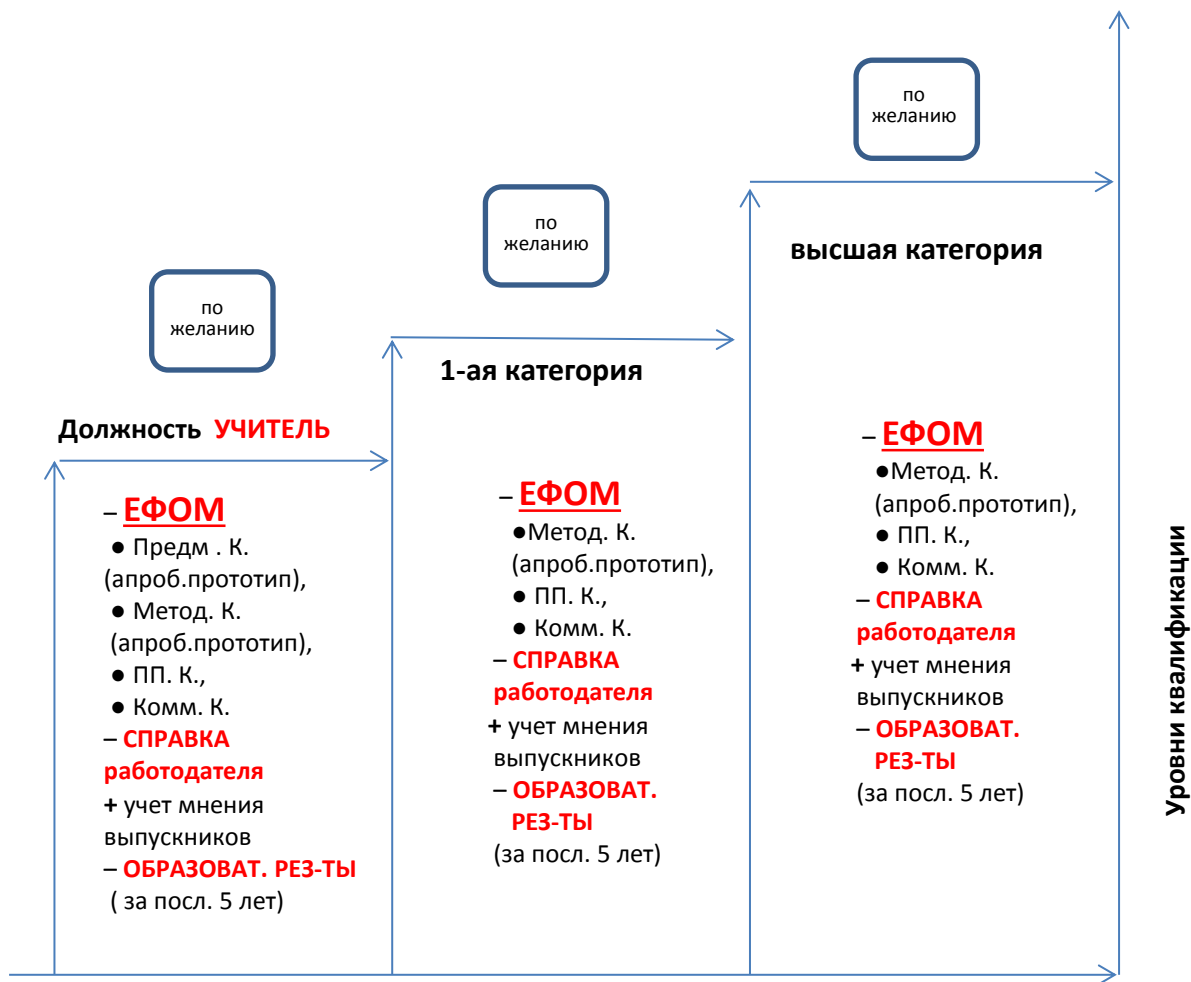 по
желанию
высшая категория
по
желанию
1-ая категория
по
желанию
Должность УЧИТЕЛЬ
– ЕФОМ
● Предм . К.
(апроб.прототип),
● Метод. К.
(апроб.прототип),
● ПП. К.,
● Комм. К.
– СПРАВКА
работодателя
+ учет мнения
выпускников
– ОБРАЗОВАТ. РЕЗ-ТЫ
( за посл. 5 лет)
– ЕФОМ
●Метод. К.
(апроб.прототип),
● ПП. К.,
● Комм. К.
– СПРАВКА
работодателя
+ учет мнения
выпускников
– ОБРАЗОВАТ.
РЕЗ-ТЫ
(за посл. 5 лет)
– ЕФОМ
●Метод. К.
(апроб.прототип),
● ПП. К.,
● Комм. К.
– СПРАВКА
работодателя
+ учет мнения
выпускников
– ОБРАЗОВАТ.
РЕЗ-ТЫ
(за посл. 5 лет)
Уровни квалификации